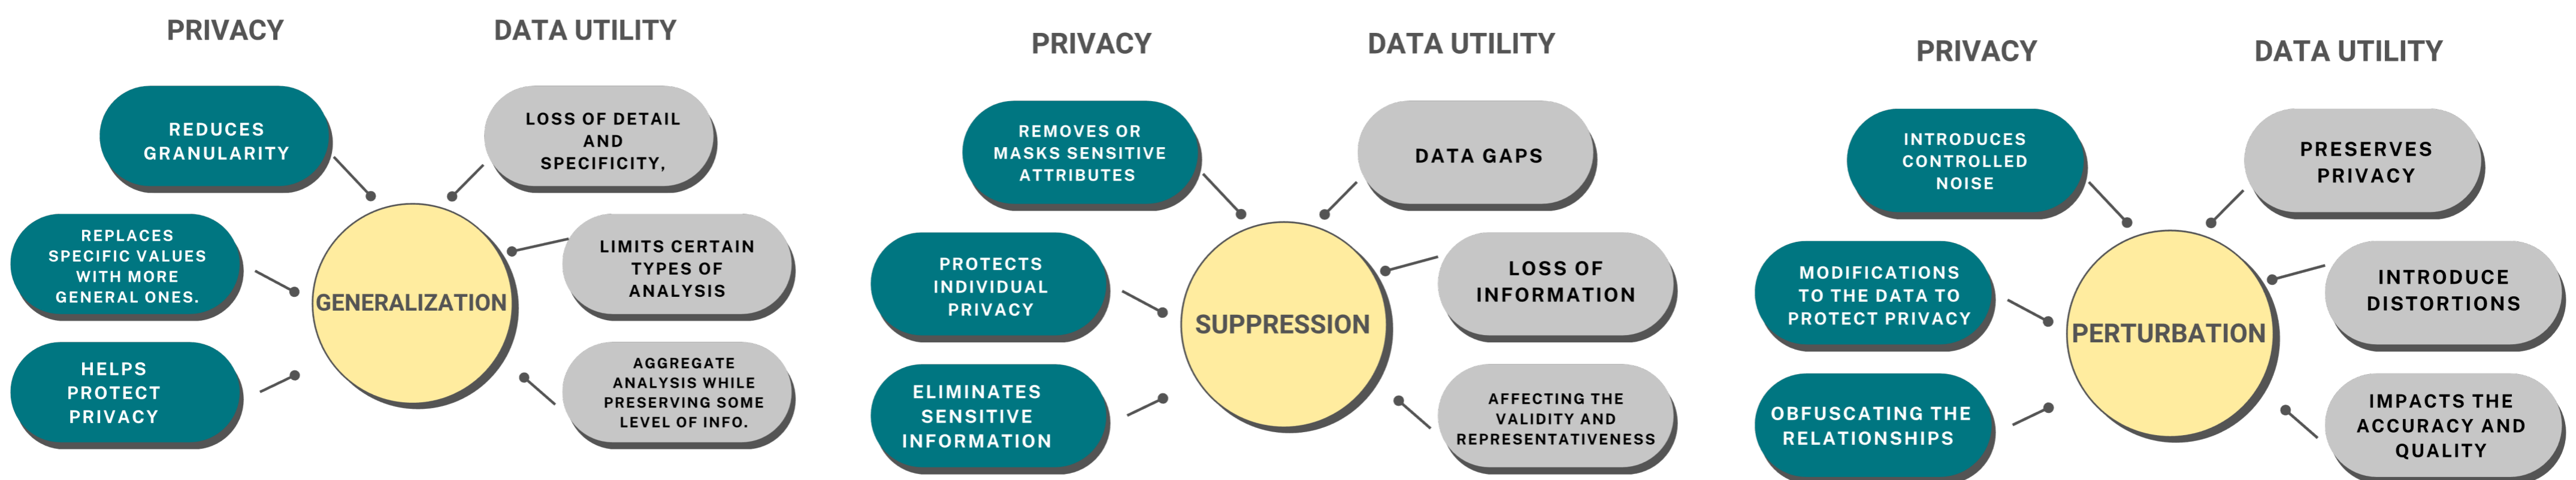 PRIVACY
DATA UTILITY
REDUCES
GRANULARITY
LOSS OF DETAIL
AND
SPECIFICITY,
REPLACES
SPECIFIC VALUES
WITH MORE
GENERAL ONES.
GENERALIZATION
LIMITS CERTAIN
TYPES OF
ANALYSIS
HELPS
PROTECT
PRIVACY
AGGREGATE
ANALYSIS WHILE
PRESERVING SOME
LEVEL OF INFO.
PRIVACY
DATA UTILITY
REMOVES OR
MASKS SENSITIVE
ATTRIBUTES
DATA GAPS
PROTECTS
INDIVIDUAL
PRIVACY
SUPPRESSION
LOSS OF
INFORMATION
ELIMINATES
SENSITIVE
INFORMATION
AFFECTING THE
VALIDITY AND
REPRESENTATIVENESS
PRIVACY
DATA UTILITY
INTRODUCES
CONTROLLED
NOISE
PRESERVES
PRIVACY
MODIFICATIONS
TO THE DATA TO
PROTECT PRIVACY
PERTURBATION
INTRODUCE
DISTORTIONS
OBFUSCATING THE
RELATIONSHIPS
IMPACTS THE
ACCURACY AND
QUALITY